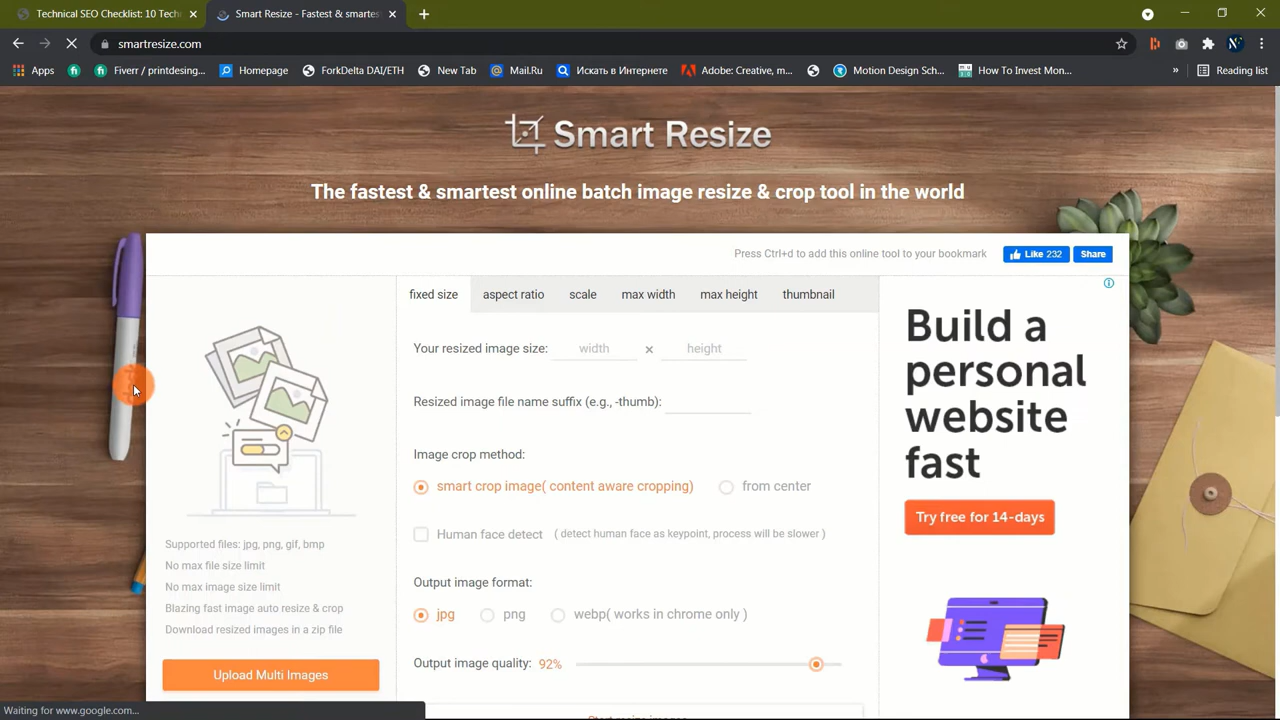 Technical SEO Checklist: 10 Tech
Smart Resize - Fastest & smartes
smartresize.com
Apps
Fiverr / printdesing...
Homepage
ForkDelta DAI/ETH
New Tab
Mail.Ru
Искать в Интернете
Adobe: Creative, m...
Motion Design Sch...
How To Invest Mon...
»
Reading list
Smart Resize
The fastest & smartest online batch image resize & crop tool in the world
Press Ctrl+d to add this online tool to your bookmark
Like 232
Share
fixed size
aspect ratio
scale
max width
max height
thumbnail
Your resized image size: width × height
Resized image file name suffix (e.g., -thumb):
Image crop method:
smart crop image( content aware cropping)
from center
Human face detect ( detect human face as keypoint, process will be slower )
Output image format:
jpg
png
webp( works in chrome only )
Output image quality: 92%
Supported files: jpg, png, gif, bmp
No max file size limit
No max image size limit
Blazing fast image auto resize & crop
Download resized images in a zip file
Upload Multi Images
Build a
personal
website
fast
Try free for 14-days
Waiting for www.google.com...